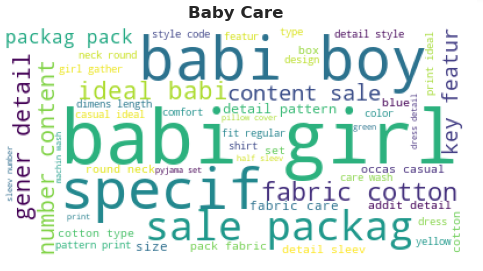 Baby Care
packag pack
style code
featur
type
detail style
neck round
babi boy
box
design
girl gather
ideal babi
content sale
print ideal
key featur
gener detail
number content
dimens length
casual ideal
comfort
detail pattern
blue
pillow cover
color
green
babi girl
fit regular
dress detail
shirt
half sleev
machin wash
sleev number
round neck
pyjama set
set
occas casual
care wash
specif
fabric cotton
fabric care
addit detail
print
sale packag
dress
cotton
cotton type
pattern print
size
pack fabric
detail sleev
yellow